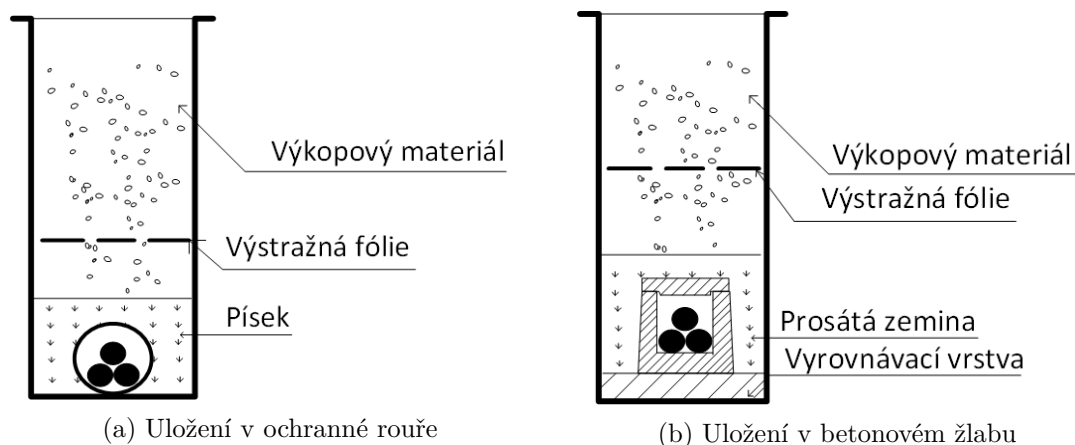 Výkopový materiál
Výstražná fólie
Písek
(a) Uložení v ochranné rouře
Výkopový materiál
Výstražná fólie
Prosátá zemina
Vyrovnávací vrstva
(b) Uložení v betonovém žlabu